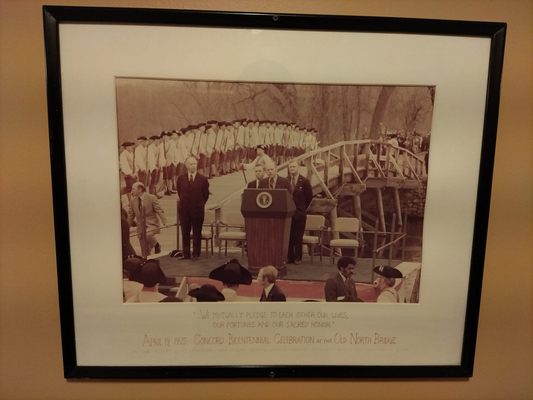 "WE MUTUALLY PLEDGE TO EACH OTHER OUR LIVES,
OUR FORTUNES AND OUR SACRED HONOR."
APRIL 19, 1975 CONCORD BICENTENNIAL CELEBRATION AT THE OLD NORTH BRIDGE